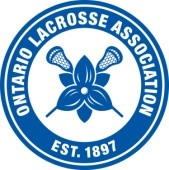 ONTARIO LACROSSE ASSOCIATION
EST. 1897